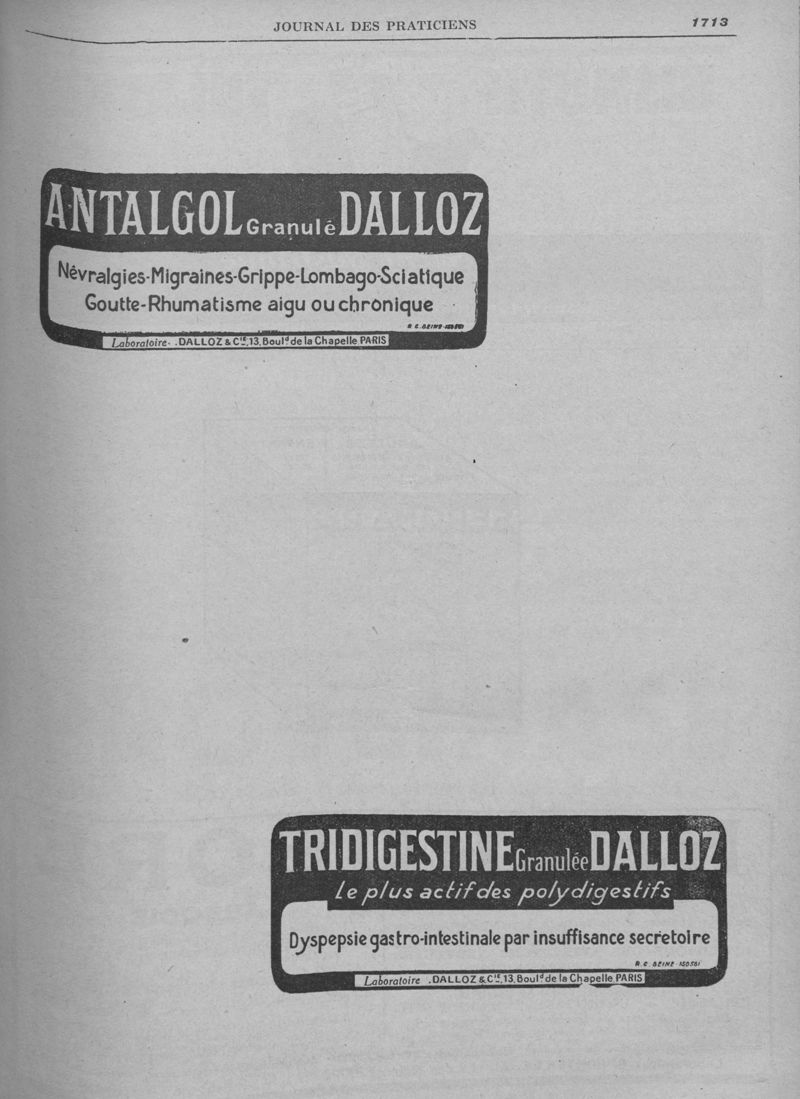 JOURNAL DES PRATICIENS
1713
ANTALGOL Granulé DALLOZ
Névralgies-Migraines-Grippe-Lombago-Sciatique
Goutte-Rhumatisme aigu ou chronique
Laboratoire. .DALLOZ & Cie. 13, Bould de la Chapelle PARIS
TRIDIGESTINE Granulée DALLOZ
Le plus actif des polydigestifs
Dyspepsie gastro-intestinale par insuffisance secretoire
R. C. SEINE - 150581
Laboratoire .DALLOZ & Cie. 13, Bould de la Chapelle PARIS